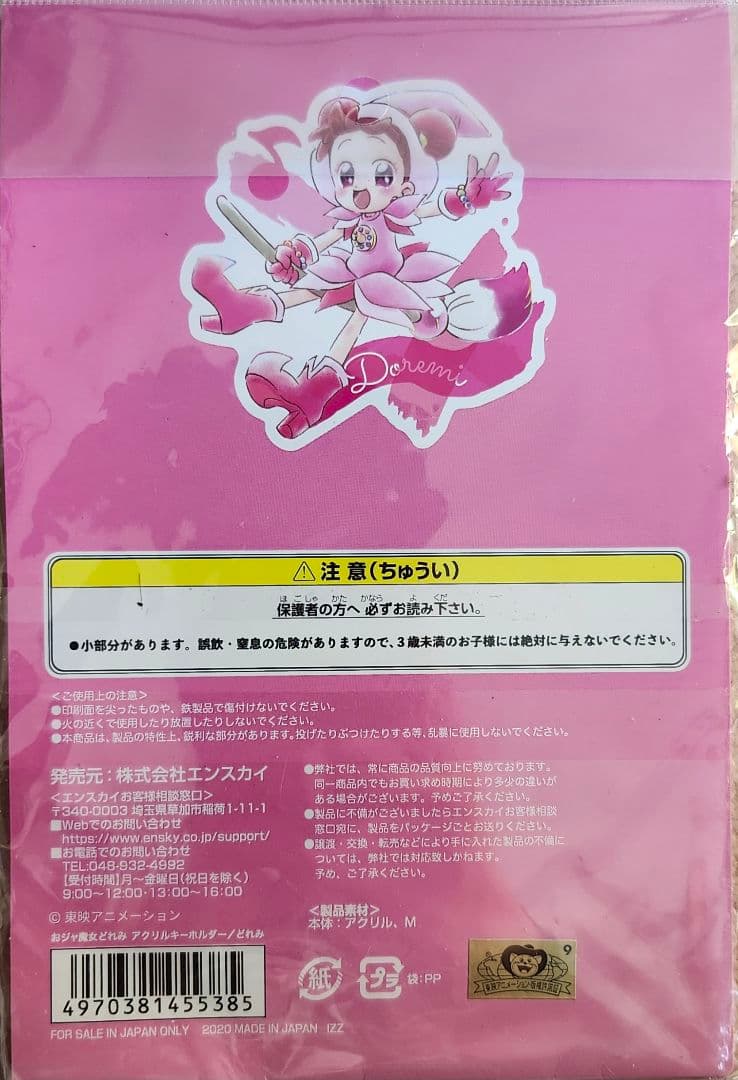 Doremi
⚠注意(ちゅうい)
ほごしゃ かた かなら よ くだ
保護者の方へ 必ずお読み下さい。
●小部分があります。誤飲・窒息の危険がありますので、3歳未満のお子様には絶対に与えないでください。
＜ご使用上の注意＞
●印刷面を尖ったものや、鉄製品で傷付けないでください。
●火の近くで使用したり放置したりしないでください。
●本商品は、製品の特性上、鋭利な部分があります。投げたりぶつけたりする等、乱暴に使用しないでください。
発売元：株式会社エンスカイ
＜エンスカイお客様相談窓口＞
〒340-0003 埼玉県草加市稲荷1-11-1
■Webでのお問い合わせ
https://www.ensky.co.jp/support/
■お電話でのお問い合わせ
TEL:048-932-4992
【受付時間】月〜金曜日(祝日を除く)
9:00〜12:00・13:00〜16:00
●弊社では、常に商品の品質向上に努めております。
同一商品内でもお買い求め時期により多少の違いが
ある場合がございます。予めご了承ください。
●製品に不備がございましたらエンスカイお客様相談
窓口宛に、製品をパッケージごとお送りください。
●譲渡・交換・転売などにより手に入れた製品の不備に
ついては、弊社では対応致しかねます。
予め、ご了承ください。
© 東映アニメーション
＜製品素材＞
本体：アクリル、M
おジャ魔女どれみ アクリルキーホルダー/どれみ
4970381455385
紙
プラ
袋：PP
9
東映アニメーション・版権許諾証
FOR SALE IN JAPAN ONLY 2020 MADE IN JAPAN IZZ